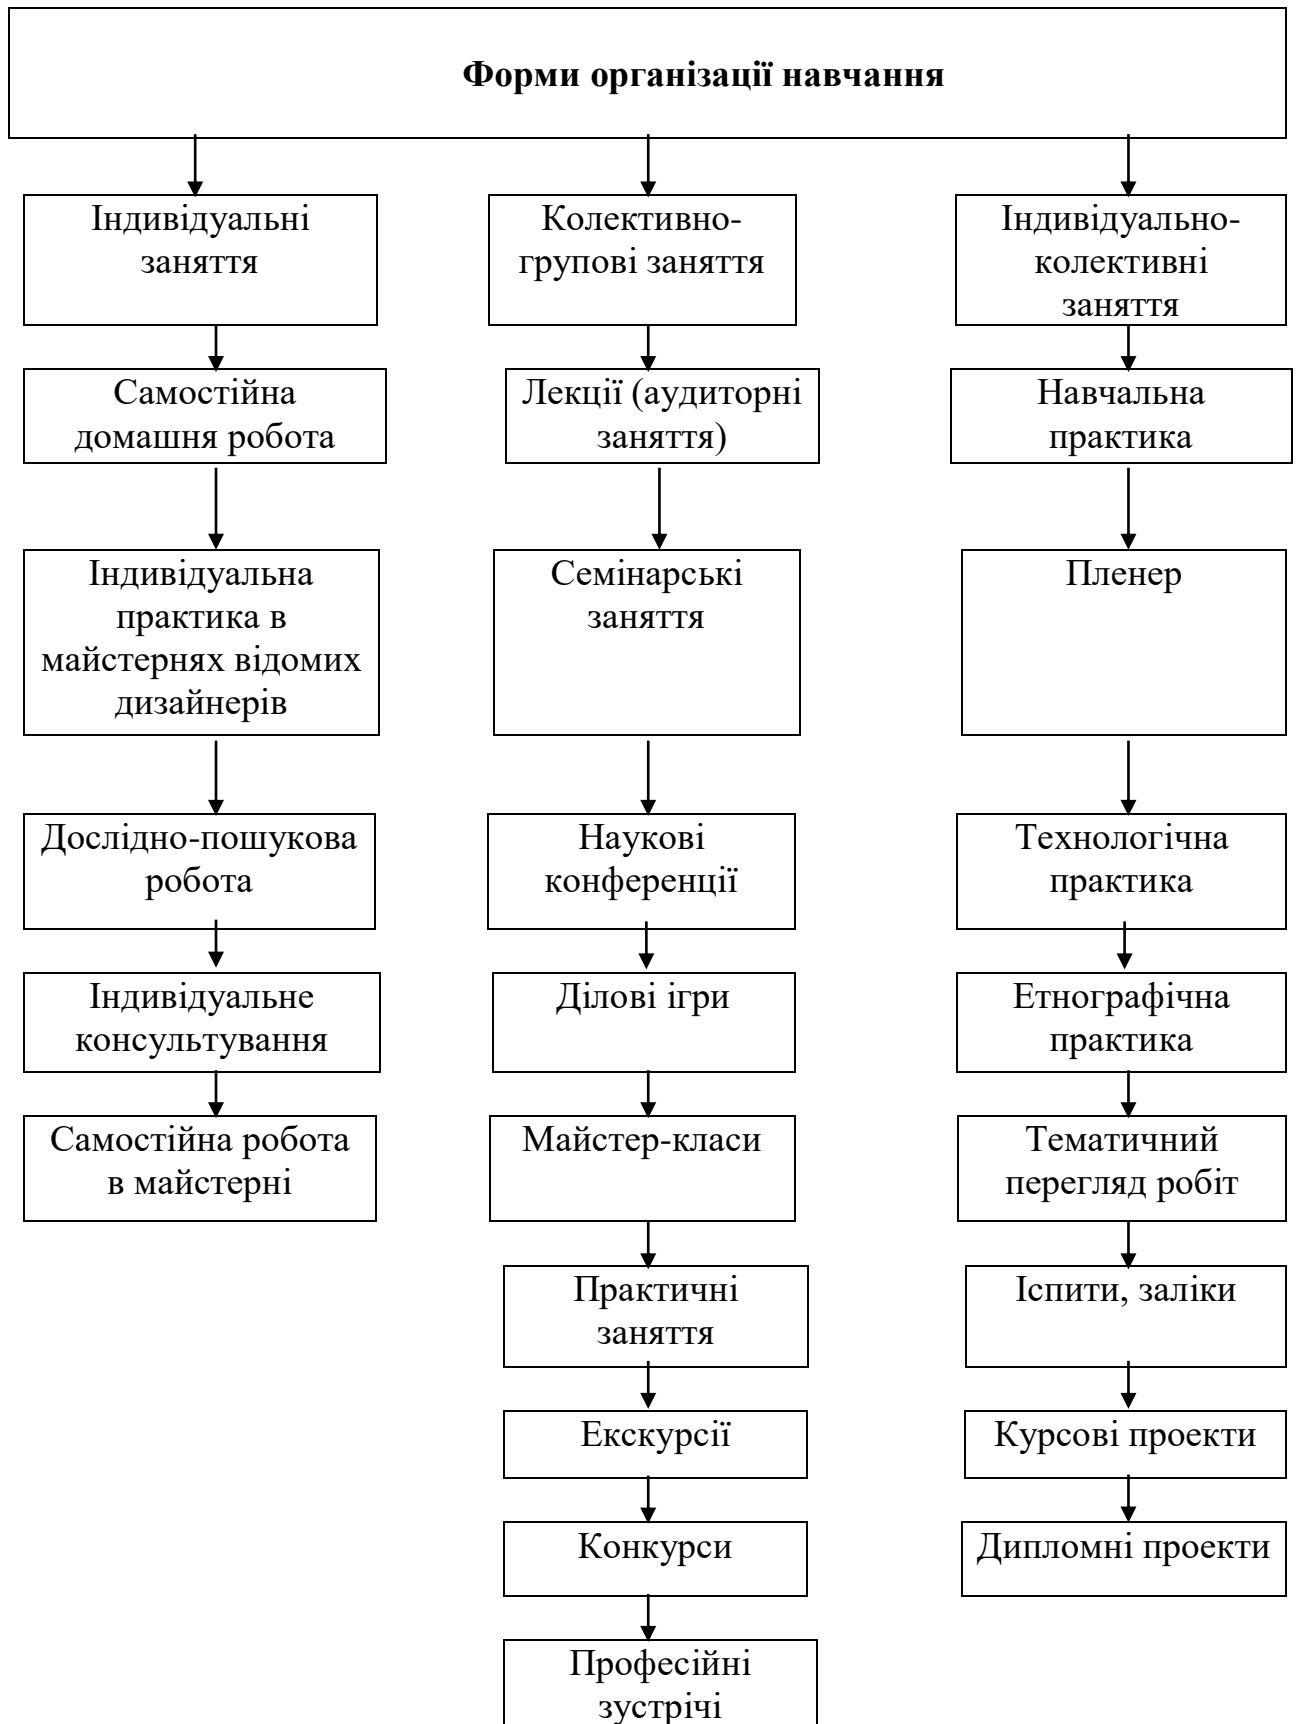 Форми організації навчання
Індивідуальні
заняття
Колективно-
групові заняття
Індивідуально-
колективні
заняття
Самостійна
домашня робота
Лекції (аудиторні
заняття)
Навчальна
практика
Індивідуальна
практика в
майстернях відомих
дизайнерів
Семінарські
заняття
Пленер
Дослідно-пошукова
робота
Наукові
конференції
Технологічна
практика
Індивідуальне
консультування
Ділові ігри
Етнографічна
практика
Самостійна робота
в майстерні
Майстер-класи
Тематичний
перегляд робіт
Практичні
заняття
Іспити, заліки
Екскурсії
Курсові проекти
Конкурси
Дипломні проекти
Професійні
зустрічі